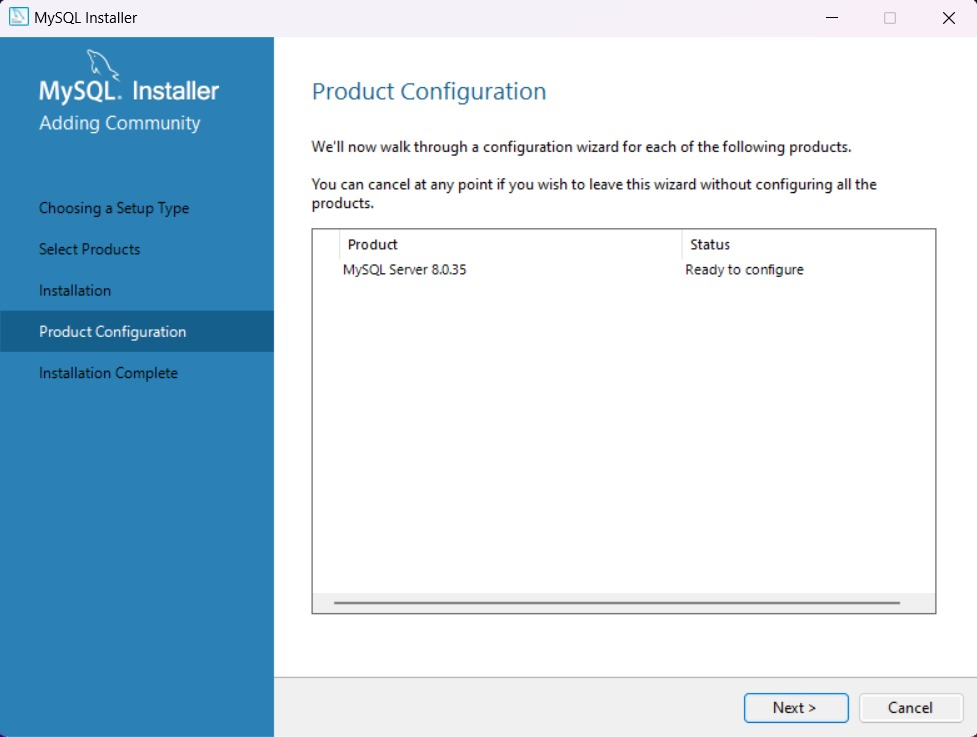 MySQL Installer
MySQL. Installer
Adding Community
Choosing a Setup Type
Select Products
Installation
Product Configuration
Installation Complete
Product Configuration
We'll now walk through a configuration wizard for each of the following products.
You can cancel at any point if you wish to leave this wizard without configuring all the
products.
Product Status
MySQL Server 8.0.35 Ready to configure
Next > Cancel